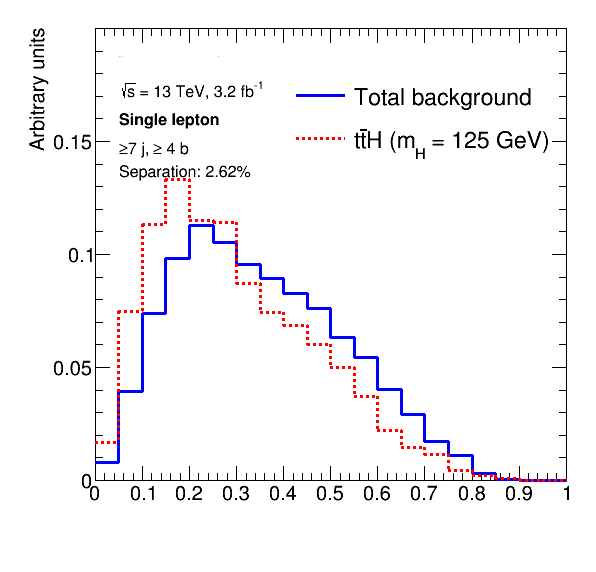 Arbitrary units
√s = 13 TeV, 3.2 fb⁻¹
Single lepton
≥7 j, ≥ 4 b
Separation: 2.62%
Total background
tt̄H (m_H = 125 GeV)
0.15
0.1
0.05
0
0 0.1 0.2 0.3 0.4 0.5 0.6 0.7 0.8 0.9 1